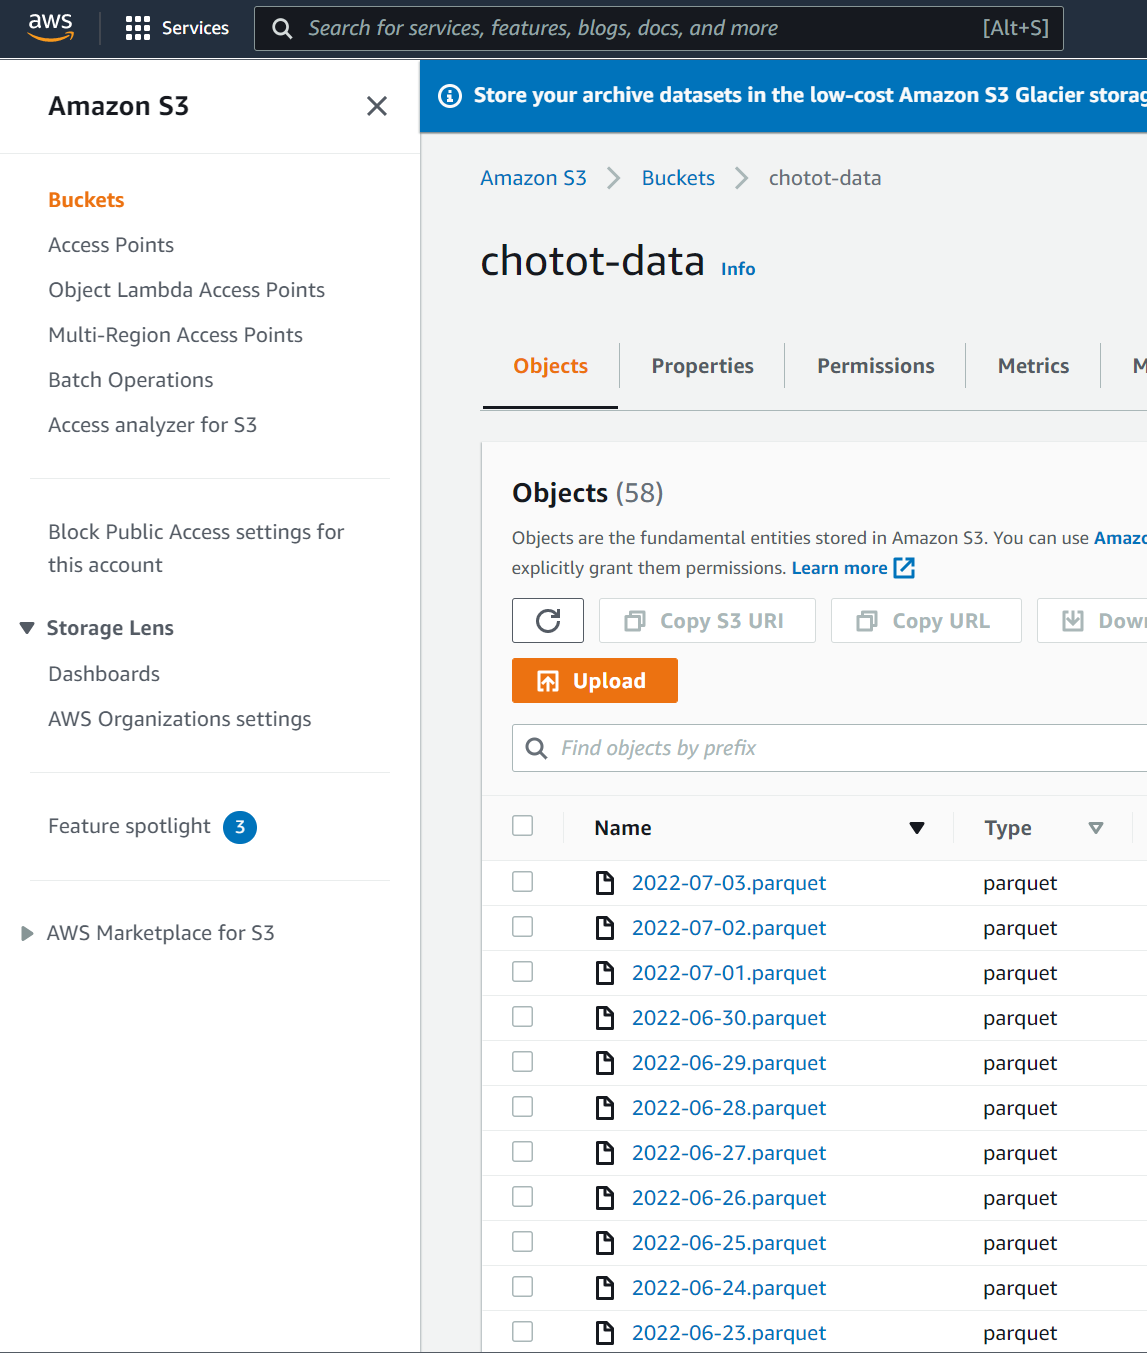 aws
Services
Search for services, features, blogs, docs, and more
[Alt+S]
Amazon S3
Buckets
Access Points
Object Lambda Access Points
Multi-Region Access Points
Batch Operations
Access analyzer for S3
Block Public Access settings for
this account
Storage Lens
Dashboards
AWS Organizations settings
Feature spotlight 3
AWS Marketplace for S3
Store your archive datasets in the low-cost Amazon S3 Glacier storag
Amazon S3 Buckets chotot-data
chotot-data Info
Objects Properties Permissions Metrics M
Objects (58)
Objects are the fundamental entities stored in Amazon S3. You can use Amazo
explicitly grant them permissions. Learn more
Copy S3 URI Copy URL Down
Upload
Find objects by prefix
Name Type
2022-07-03.parquet parquet
2022-07-02.parquet parquet
2022-07-01.parquet parquet
2022-06-30.parquet parquet
2022-06-29.parquet parquet
2022-06-28.parquet parquet
2022-06-27.parquet parquet
2022-06-26.parquet parquet
2022-06-25.parquet parquet
2022-06-24.parquet parquet
2022-06-23.parquet parquet